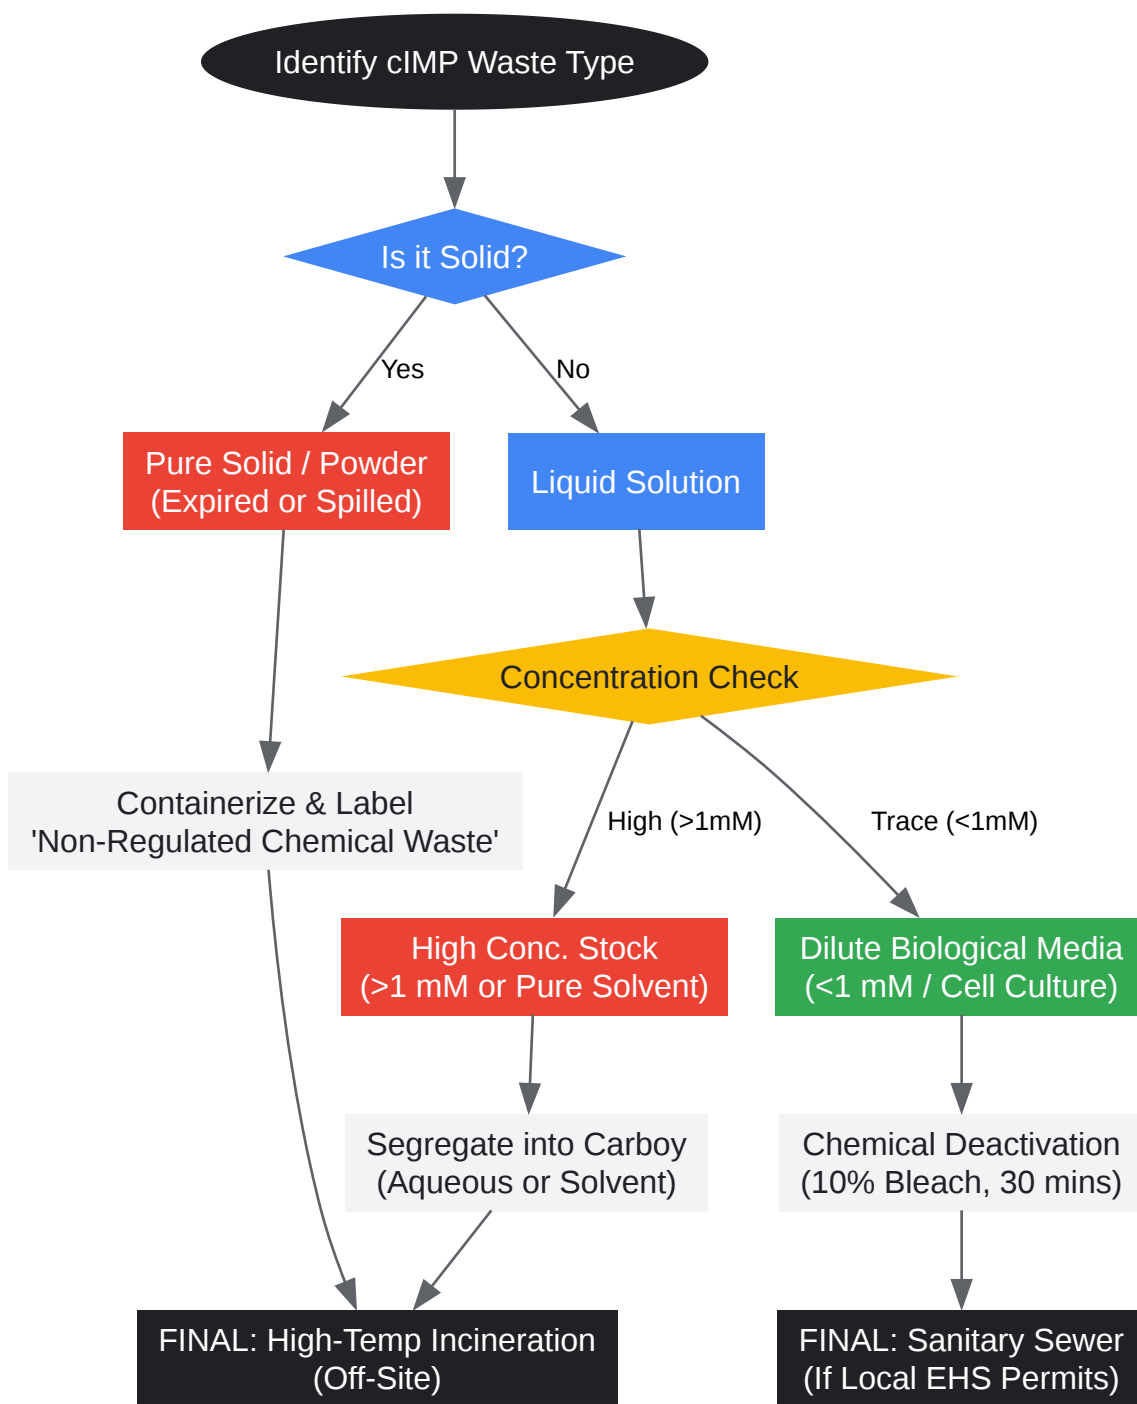 Identify cIMP Waste Type
Is it Solid?
Yes
No
Pure Solid / Powder
(Expired or Spilled)
Liquid Solution
Concentration Check
Containerize & Label
'Non-Regulated Chemical Waste'
High (>1mM)
Trace (<1mM)
High Conc. Stock
(>1 mM or Pure Solvent)
Dilute Biological Media
(<1 mM / Cell Culture)
Segregate into Carboy
(Aqueous or Solvent)
Chemical Deactivation
(10% Bleach, 30 mins)
FINAL: High-Temp Incineration
(Off-Site)
FINAL: Sanitary Sewer
(If Local EHS Permits)